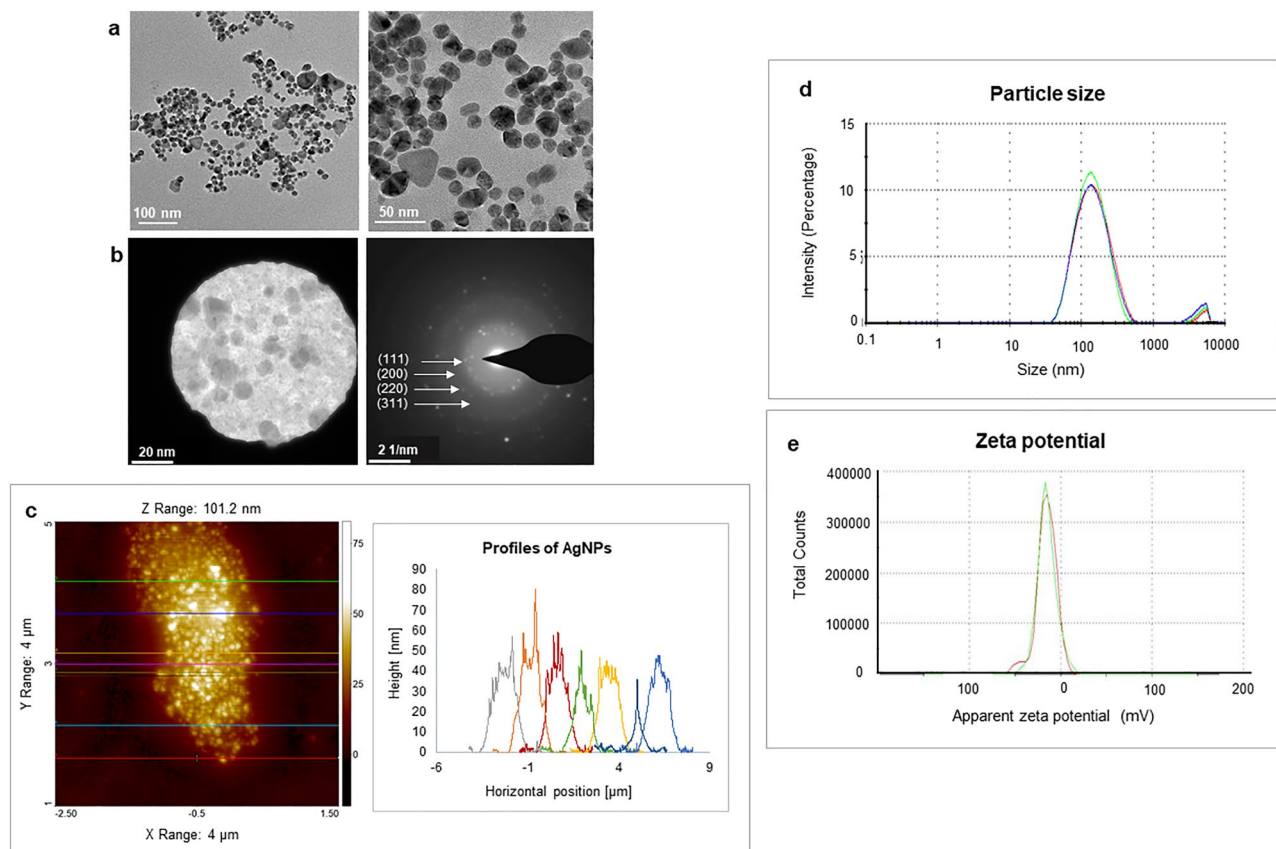 a
100 nm
50 nm
b
(111)
(200)
(220)
(311)
20 nm
2 1/nm
c
Z Range: 101.2 nm
5
3
1
Y Range: 4 µm
75
50
25
0
-2.50
-0.5
1.50
X Range: 4 µm
Profiles of AgNPs
Height [nm]
90
80
70
60
50
40
30
20
10
0
-6
-1
4
9
Horizontal position [µm]
d
Particle size
Intensity (Percentage)
15
10
5
0
0.1
1
10
100
1000
10000
Size (nm)
e
Zeta potential
Total Counts
400000
300000
200000
100000
0
100
0
100
200
Apparent zeta potential (mV)